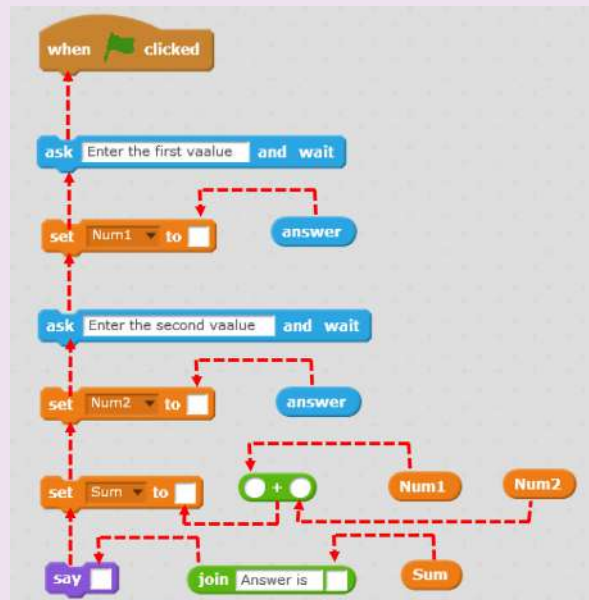 when clicked
ask Enter the first vaalue and wait
set Num1 to
answer
ask Enter the second vaalue and wait
set Num2 to
answer
set Sum to
+
Num1
Num2
say
join Answer is
Sum